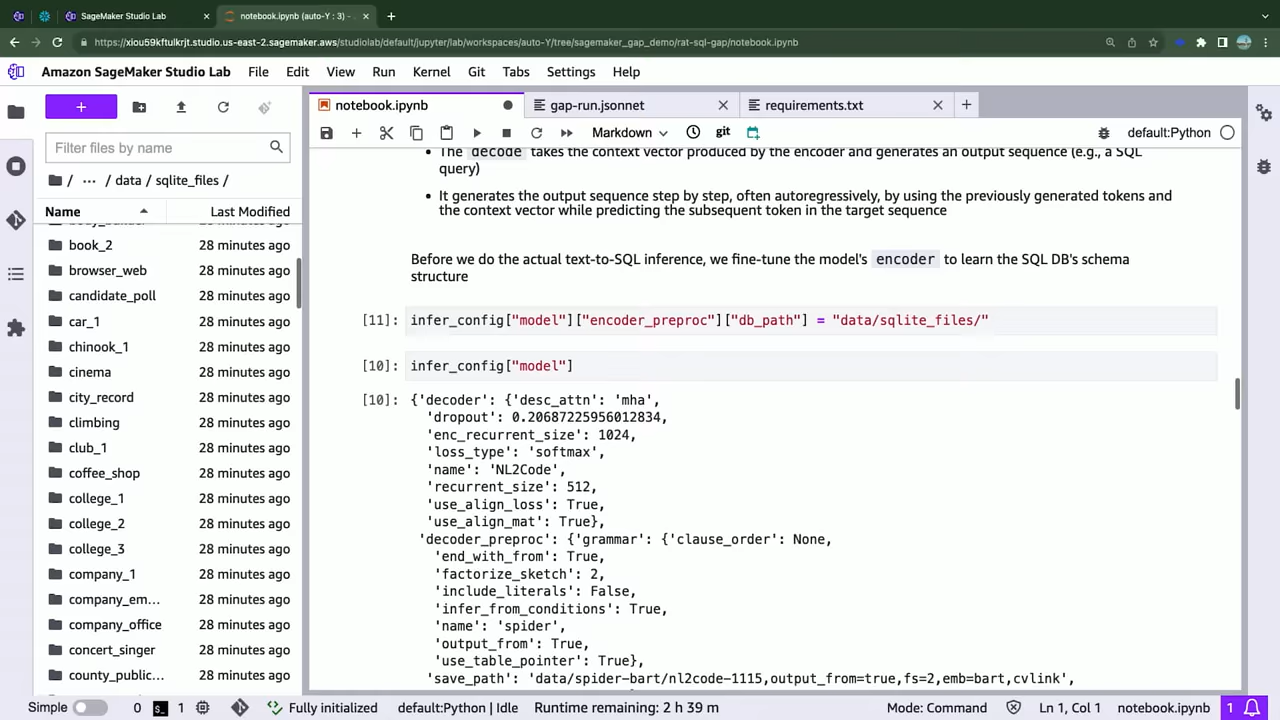 SageMaker Studio Lab
notebook.ipynb (auto-Y : 3) -
https://xiou59kftulkrjt.studio.us-east-2.sagemaker.aws/studiolab/default/jupyter/lab/workspaces/auto-Y/tree/sagemaker_gap_demo/rat-sql-gap/notebook.ipynb
Amazon SageMaker Studio Lab File Edit View Run Kernel Git Tabs Settings Help
notebook.ipynb gap-run.jsonnet requirements.txt
Markdown git default:Python
Filter files by name
/ ... / data / sqlite_files /
Name Last Modified
book_2 28 minutes ago
browser_web 28 minutes ago
candidate_poll 28 minutes ago
car_1 28 minutes ago
chinook_1 28 minutes ago
cinema 28 minutes ago
city_record 28 minutes ago
climbing 28 minutes ago
club_1 28 minutes ago
coffee_shop 28 minutes ago
college_1 28 minutes ago
college_2 28 minutes ago
college_3 28 minutes ago
company_1 28 minutes ago
company_em... 28 minutes ago
company_office 28 minutes ago
concert_singer 28 minutes ago
county_public... 28 minutes ago
• The decode takes the context vector produced by the encoder and generates an output sequence (e.g., a SQL
query)
• It generates the output sequence step by step, often autoregressively, by using the previously generated tokens and
the context vector while predicting the subsequent token in the target sequence
Before we do the actual text-to-SQL inference, we fine-tune the model's encoder to learn the SQL DB's schema
structure
[11]: infer_config["model"]["encoder_preproc"]["db_path"] = "data/sqlite_files/"
[10]: infer_config["model"]
[10]: {'decoder': {'desc_attn': 'mha',
'dropout': 0.20687225956012834,
'enc_recurrent_size': 1024,
'loss_type': 'softmax',
'name': 'NL2Code',
'recurrent_size': 512,
'use_align_loss': True,
'use_align_mat': True},
'decoder_preproc': {'grammar': {'clause_order': None,
'end_with_from': True,
'factorize_sketch': 2,
'include_literals': False,
'infer_from_conditions': True,
'name': 'spider',
'output_from': True,
'use_table_pointer': True},
'save_path': 'data/spider-bart/nl2code-1115,output_from=true,fs=2,emb=bart,cvlink',
Simple 0 1 Fully initialized default:Python | Idle Runtime remaining: 2 h 39 m Mode: Command Ln 1, Col 1 notebook.ipynb 1